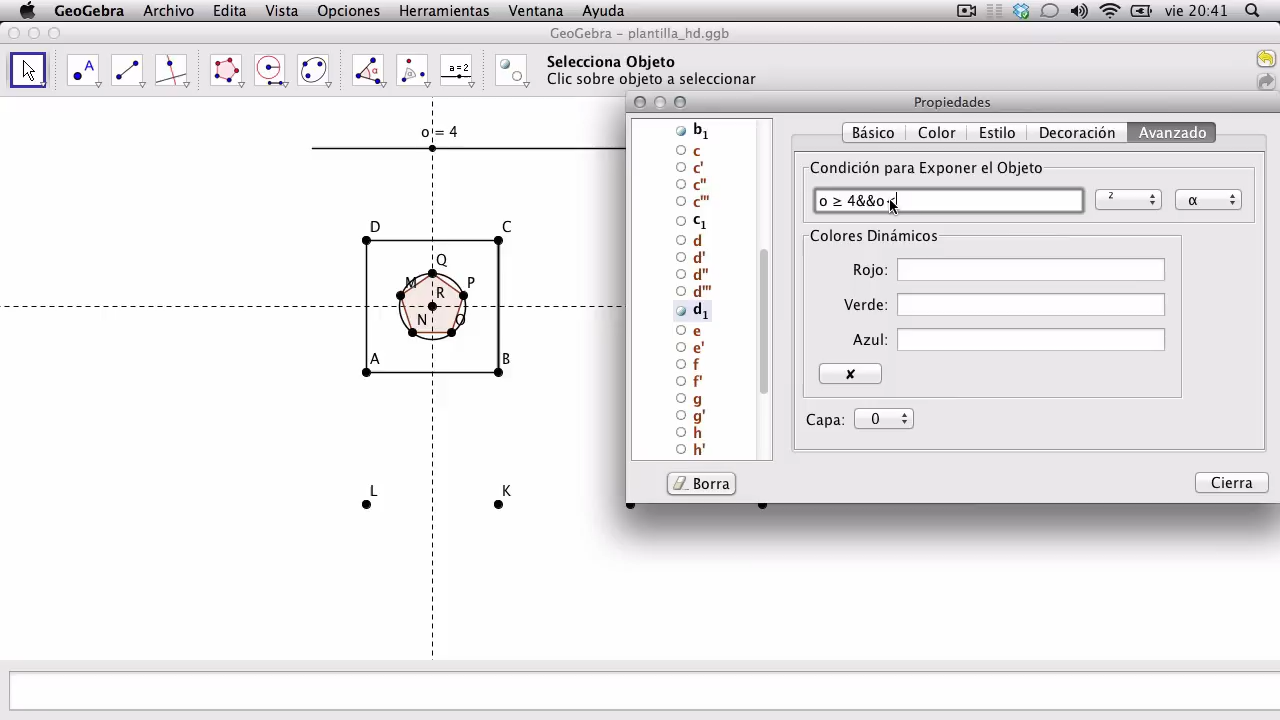 GeoGebra Archivo Edita Vista Opciones Herramientas Ventana Ayuda vie 20:41
GeoGebra - plantilla_hd.ggb
A α a = 2
Selecciona Objeto
Clic sobre objeto a seleccionar
Propiedades
o = 4
D C
Q
M P
R
N O
A B
L K
b1
c
c'
c''
c'''
c1
d
d'
d''
d'''
d1
e
e'
f
f'
g
g'
h
h'
Borra
Básico Color Estilo Decoración Avanzado
Condición para Exponer el Objeto
o ≥ 4&&o ² α
Colores Dinámicos
Rojo:
Verde:
Azul:
✘
Capa: 0
Cierra